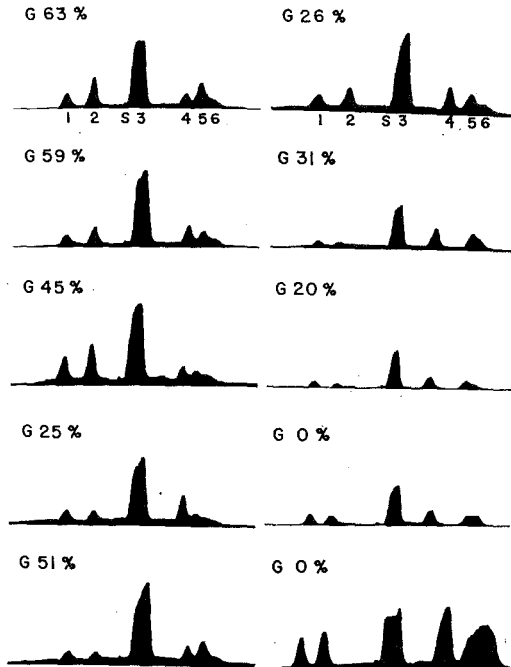 G 63 %
G 26 %
1 2 S 3 4 5 6
1 2 S 3 4 5 6
G 59 %
G 31 %
G 45 %
G 20 %
G 25 %
G 0 %
G 51 %
G 0 %